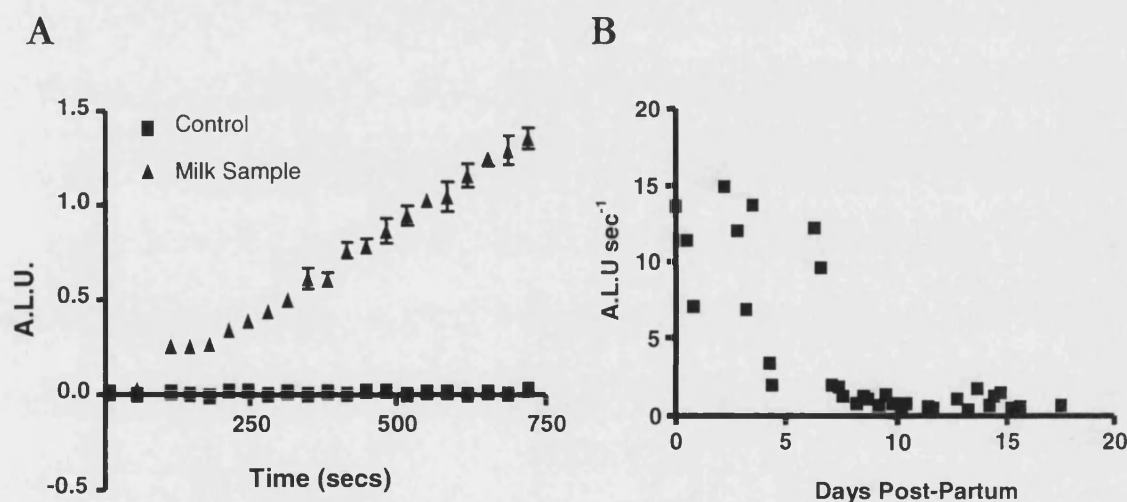 A
1.5
1.0
0.5
0.0
-0.5
A.L.U.
Control
Milk Sample
250
500
750
Time (secs)
B
20
15
10
5
0
A.L.U sec⁻¹
0
5
10
15
20
Days Post-Partum